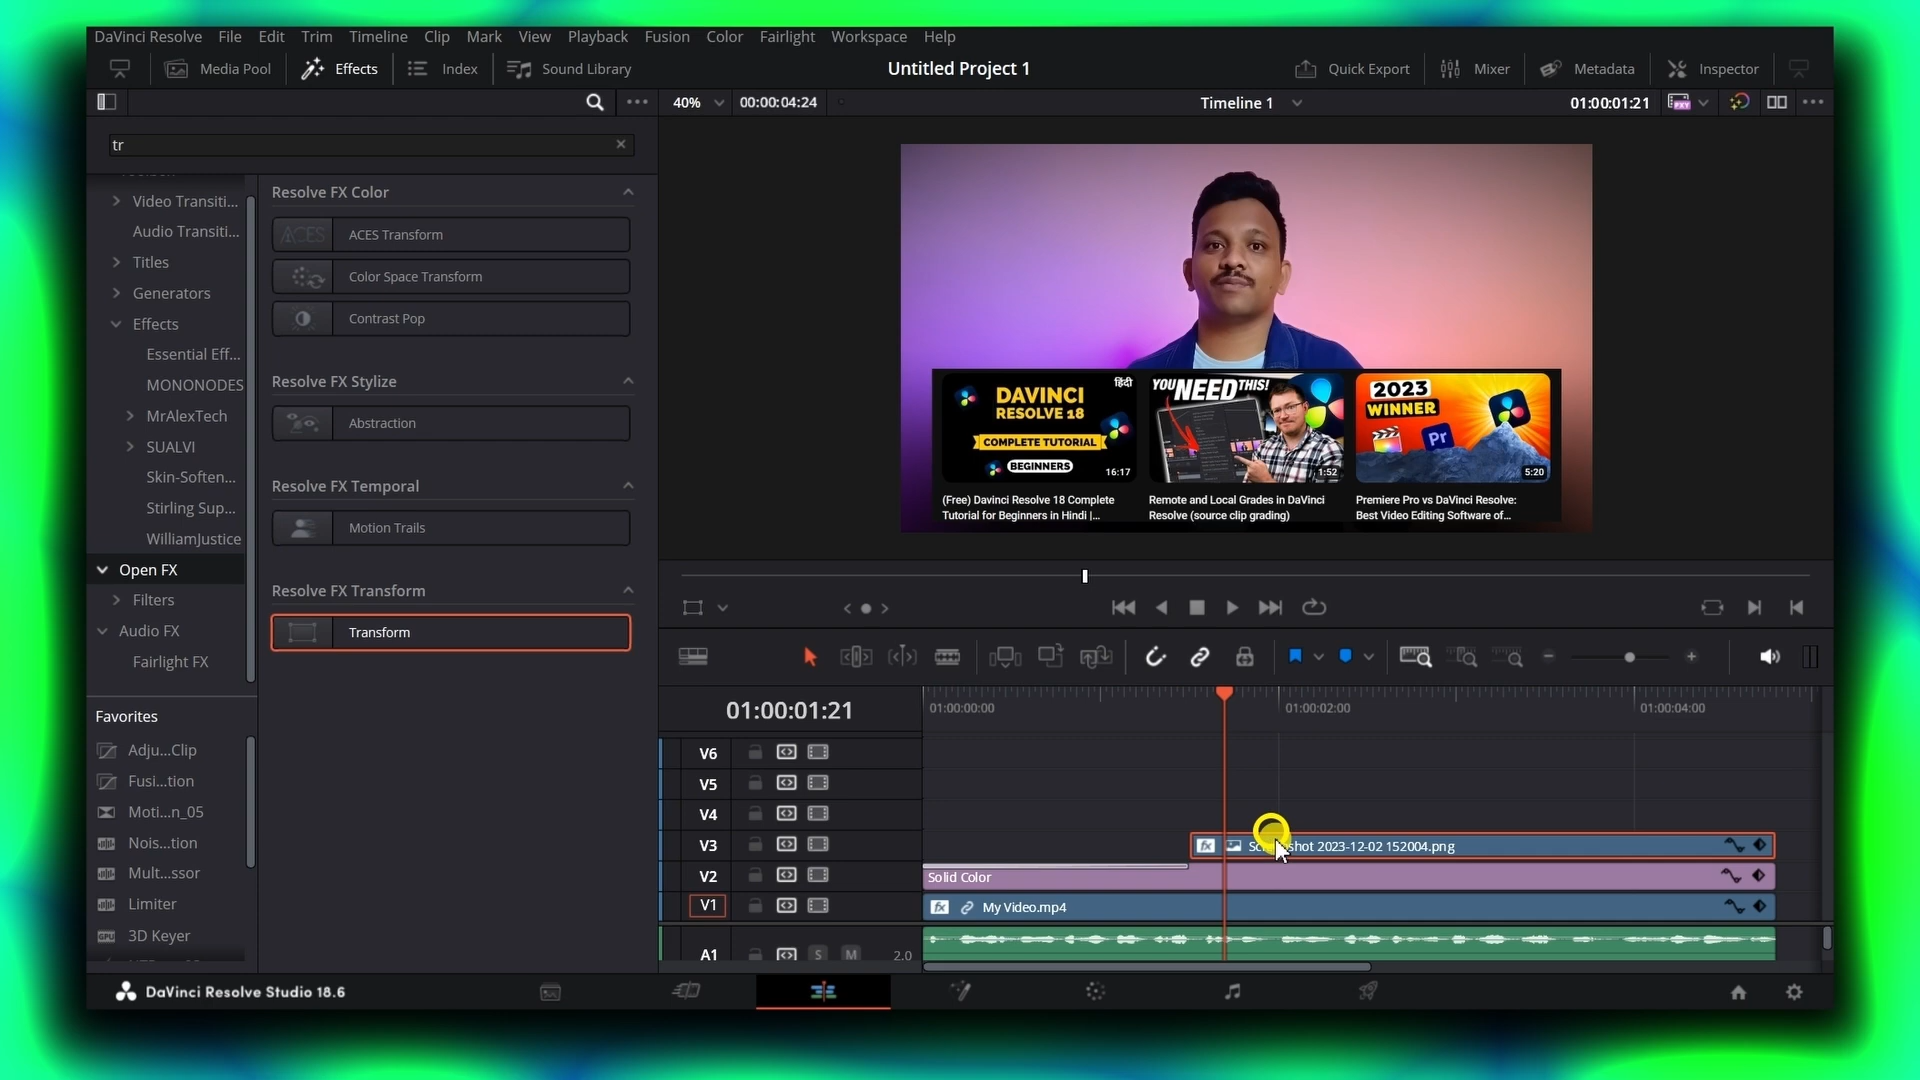 DaVinci Resolve File Edit Trim Timeline Clip Mark View Playback Fusion Color Fairlight Workspace Help
Media Pool Effects Index Sound Library Untitled Project 1 Quick Export Mixer Metadata Inspector
40% 00:00:04:24 Timeline 1 01:00:01:21
tr
Video Transiti...
Audio Transiti...
Titles
Generators
Effects
Essential Eff...
MONONODES
MrAlexTech
SUALVI
Skin-Soften...
Stirling Sup...
WilliamJustice
Open FX
Filters
Audio FX
Fairlight FX
Favorites
Adju...Clip
Fusi...tion
Moti...n_05
Nois...tion
Mult...ssor
Limiter
3D Keyer
Resolve FX Color
ACES Transform
Color Space Transform
Contrast Pop
Resolve FX Stylize
Abstraction
Resolve FX Temporal
Motion Trails
Resolve FX Transform
Transform
हिंदी
DAVINCI
RESOLVE 18
COMPLETE TUTORIAL
BEGINNERS
16:17
(Free) Davinci Resolve 18 Complete
Tutorial for Beginners in Hindi |...
YOU NEED THIS!
1:52
Remote and Local Grades in DaVinci
Resolve (source clip grading)
2023
WINNER
Pr
5:20
Premiere Pro vs DaVinci Resolve:
Best Video Editing Software of...
01:00:01:21
01:00:00:00 01:00:02:00 01:00:04:00
V6
V5
V4
V3 2023-12-02 152004.png
V2 Solid Color
V1 My Video.mp4
A1 S M 2.0
DaVinci Resolve Studio 18.6